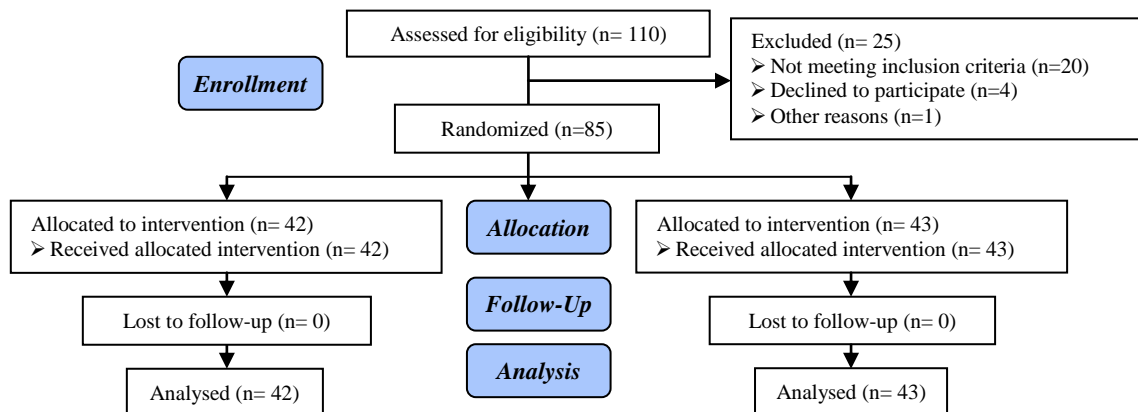 Assessed for eligibility (n= 110)
Excluded (n= 25)
➢ Not meeting inclusion criteria (n=20)
➢ Declined to participate (n=4)
➢ Other reasons (n=1)
Enrollment
Randomized (n=85)
Allocated to intervention (n= 42)
➢ Received allocated intervention (n= 42)
Allocation
Allocated to intervention (n= 43)
➢ Received allocated intervention (n= 43)
Follow-Up
Lost to follow-up (n= 0)
Lost to follow-up (n= 0)
Analysis
Analysed (n= 42)
Analysed (n= 43)